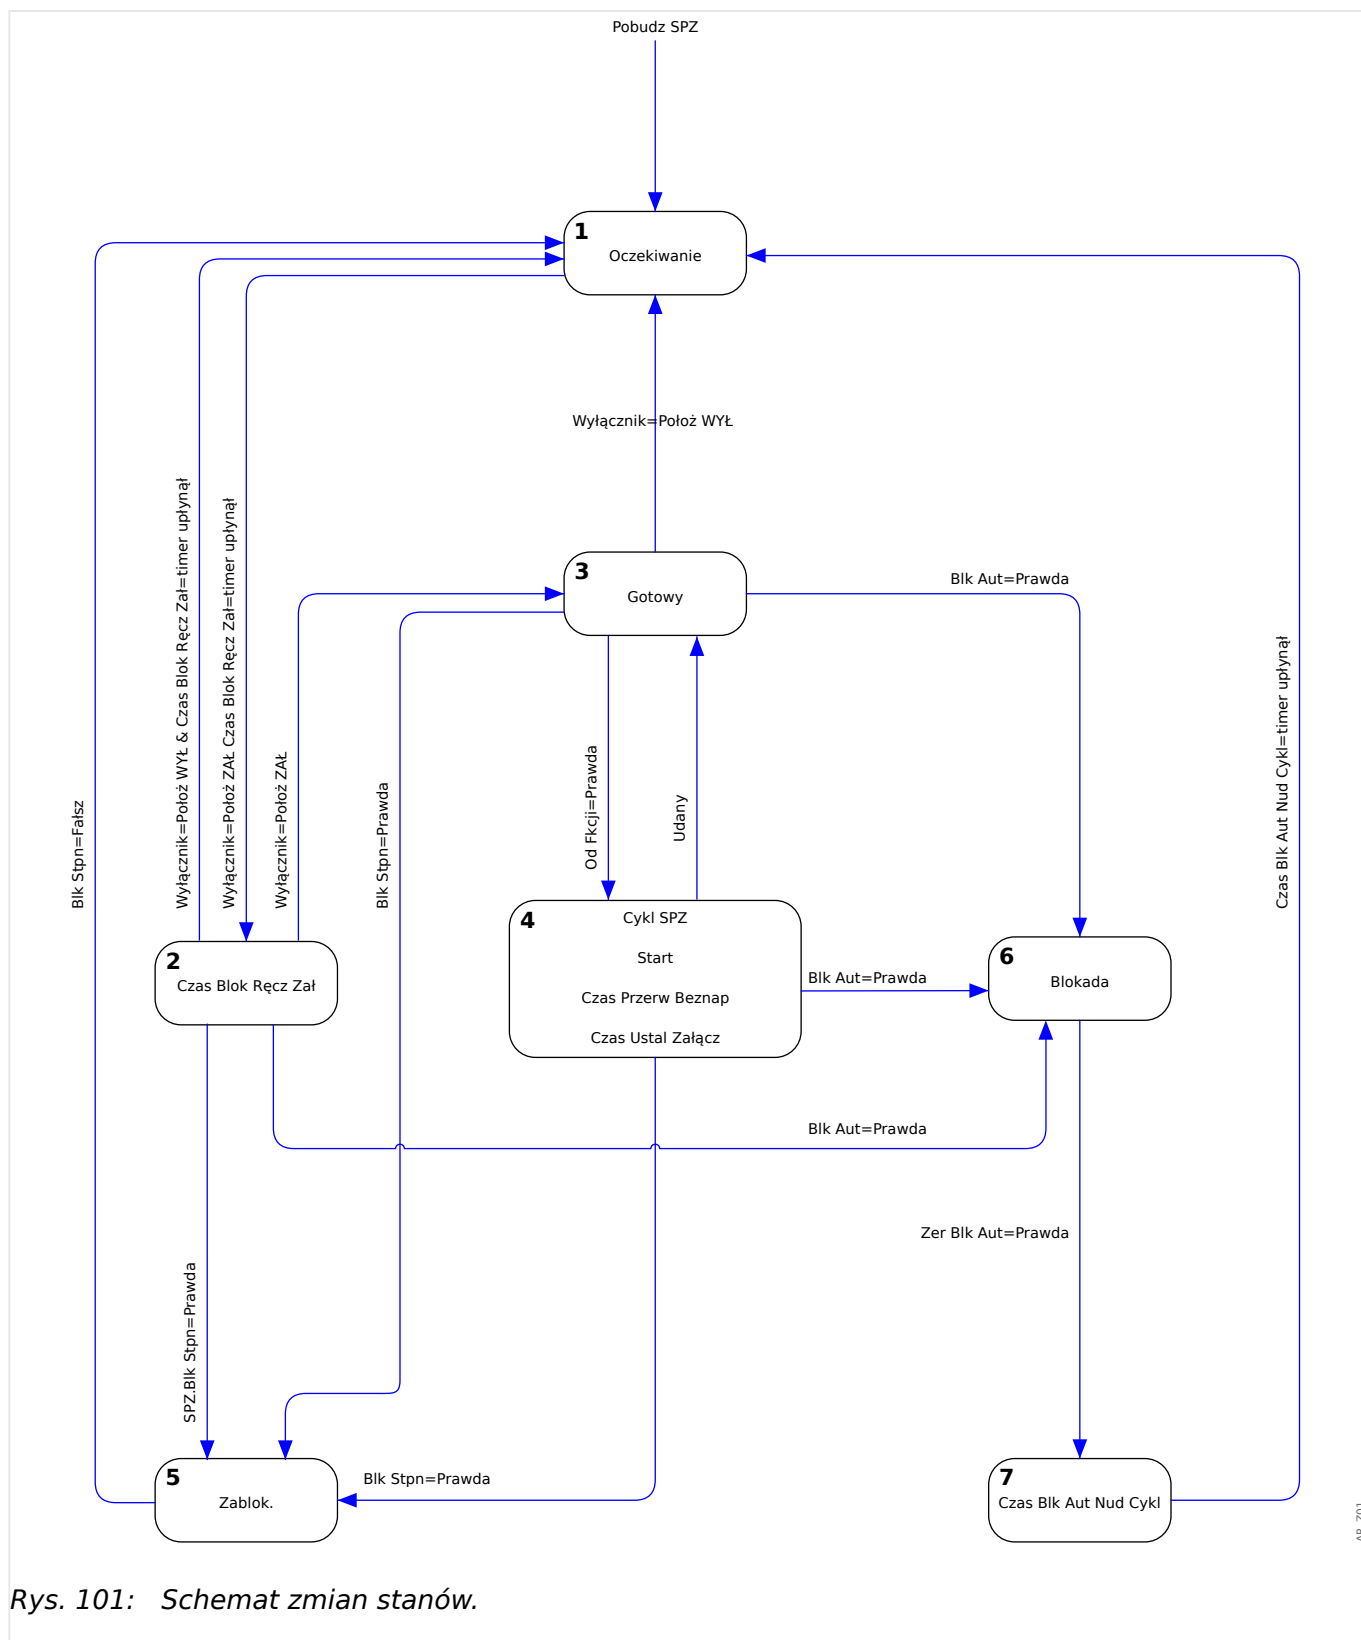 Pobudz SPZ
1
Oczekiwanie
Wyłącznik=Położ WYŁ
3
Gotowy
Blk Aut=Prawda
Blk Stpn=Fałsz
Wyłącznik=Położ WYŁ & Czas Blok Ręcz Zał=timer upłynął
Wyłącznik=Położ ZAŁ Czas Blok Ręcz Zał=timer upłynął
Wyłącznik=Położ ZAŁ
Blk Stpn=Prawda
Od Fkcji=Prawda
Udany
Czas Blk Aut Nud Cykl=timer upłynął
2
Czas Blok Ręcz Zał
4
Cykl SPZ
Start
Czas Przerw Beznap
Czas Ustal Załącz
Blk Aut=Prawda
6
Blokada
Blk Aut=Prawda
Zer Blk Aut=Prawda
SPZ.Blk Stpn=Prawda
5
Zablok.
Blk Stpn=Prawda
7
Czas Blk Aut Nud Cykl
Rys. 101: Schemat zmian stanów.